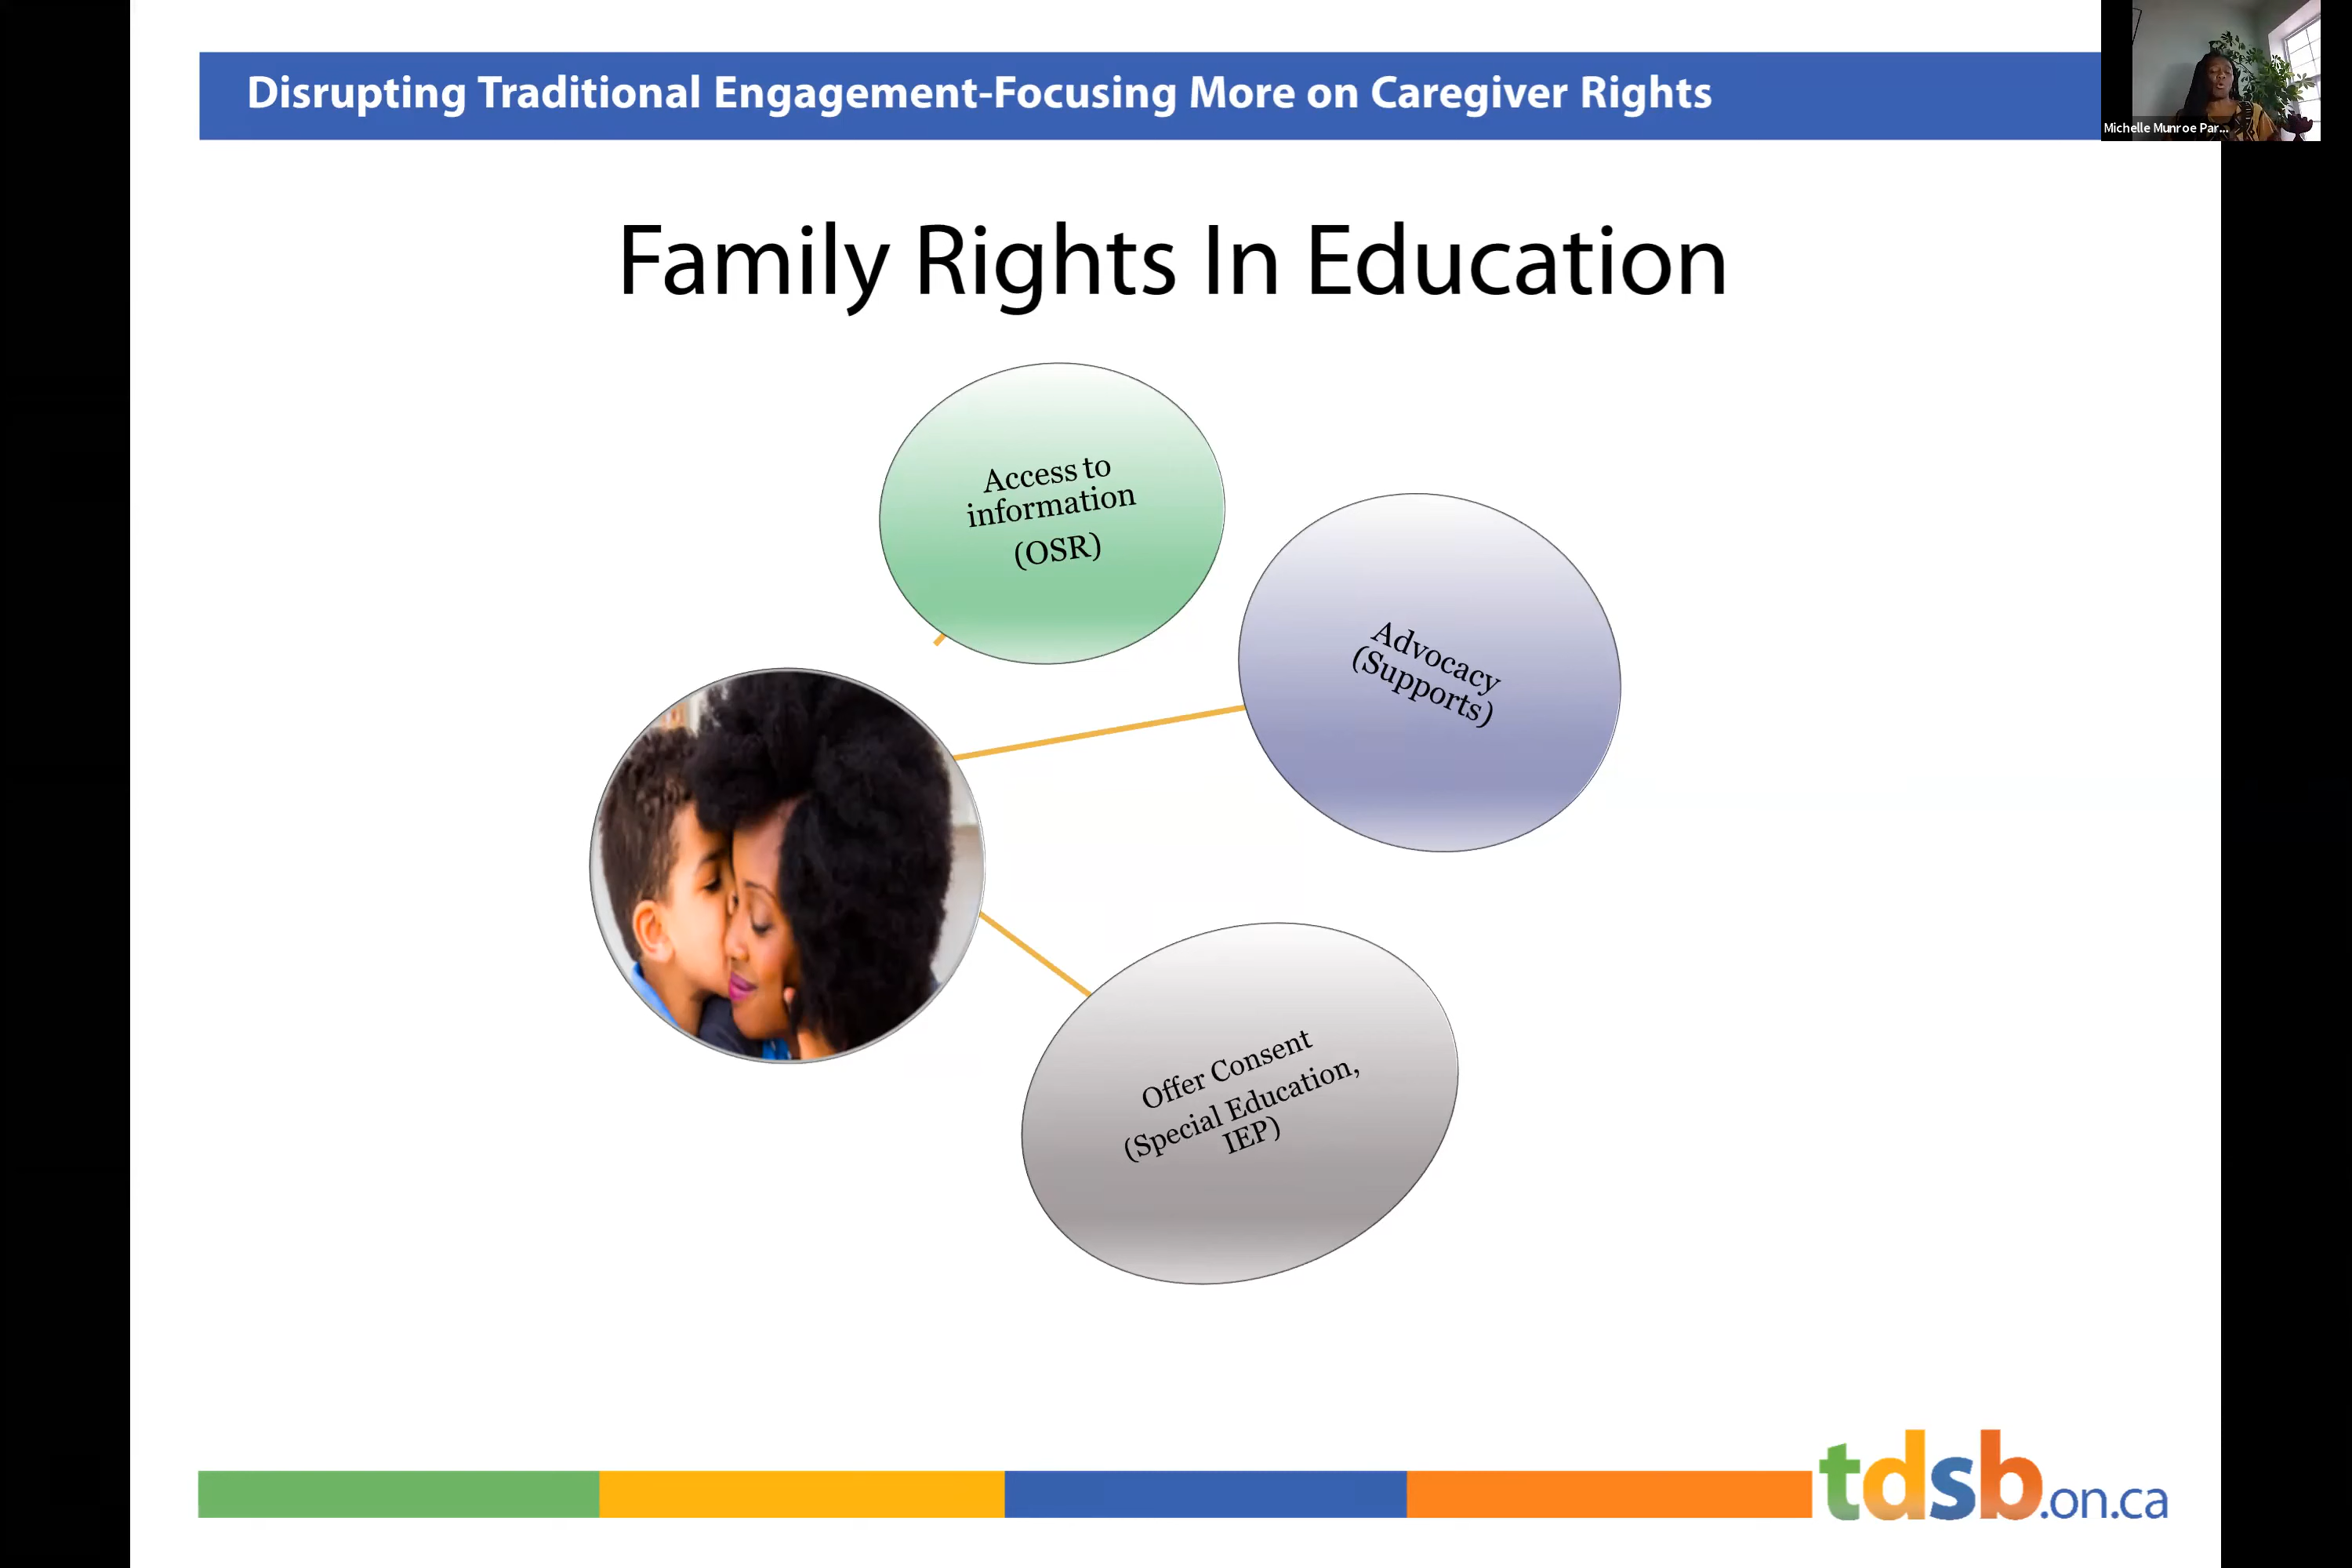 Disrupting Traditional Engagement-Focusing More on Caregiver Rights
Michelle Munroe Par...
Family Rights In Education
Access to
information
(OSR)
Advocacy
(Supports)
Offer Consent
(Special Education,
IEP)
tdsb.on.ca